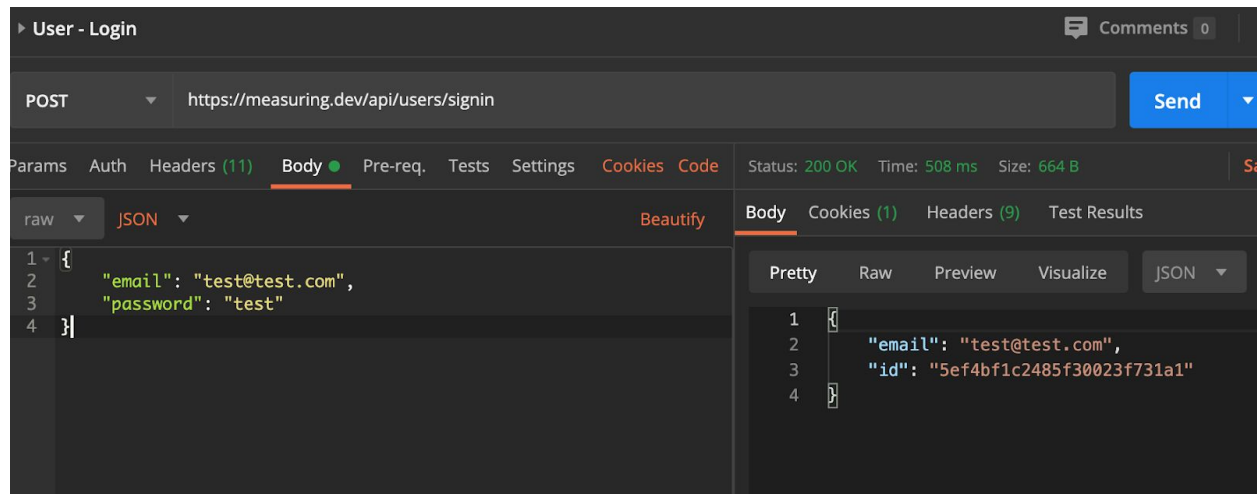 User - Login
Comments 0
POST
https://measuring.dev/api/users/signin
Send
Params Auth Headers (11) Body Pre-req. Tests Settings Cookies Code
Status: 200 OK Time: 508 ms Size: 664 B
raw JSON Beautify
Body Cookies (1) Headers (9) Test Results
Pretty Raw Preview Visualize JSON
1 {
2 "email": "test@test.com",
3 "password": "test"
4 }
1 {
2 "email": "test@test.com",
3 "id": "5ef4bf1c2485f30023f731a1"
4 }